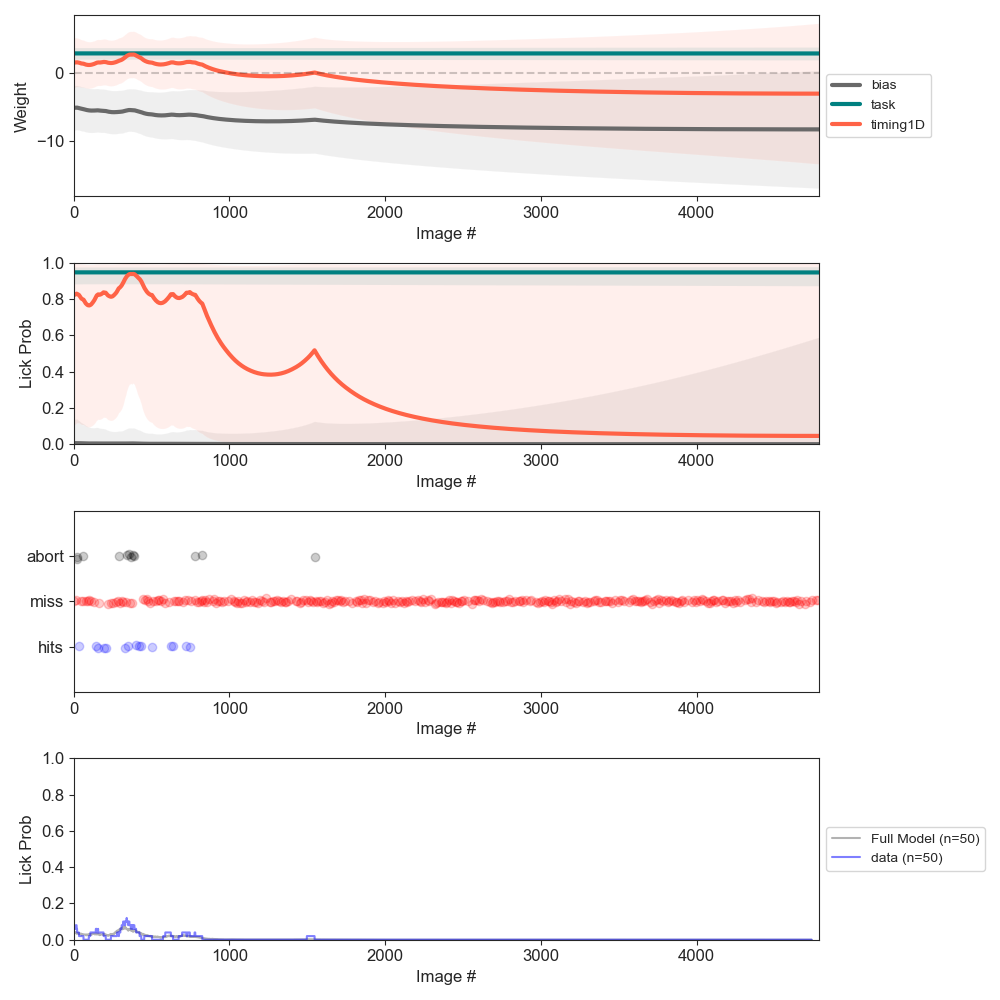 Weight
0
−10
0
1000
2000
3000
4000
Image #
bias
task
timing1D
Lick Prob
1.0
0.8
0.6
0.4
0.2
0.0
0
1000
2000
3000
4000
Image #
abort
miss
hits
0
1000
2000
3000
4000
Image #
Lick Prob
1.0
0.8
0.6
0.4
0.2
0.0
0
1000
2000
3000
4000
Image #
Full Model (n=50)
data (n=50)